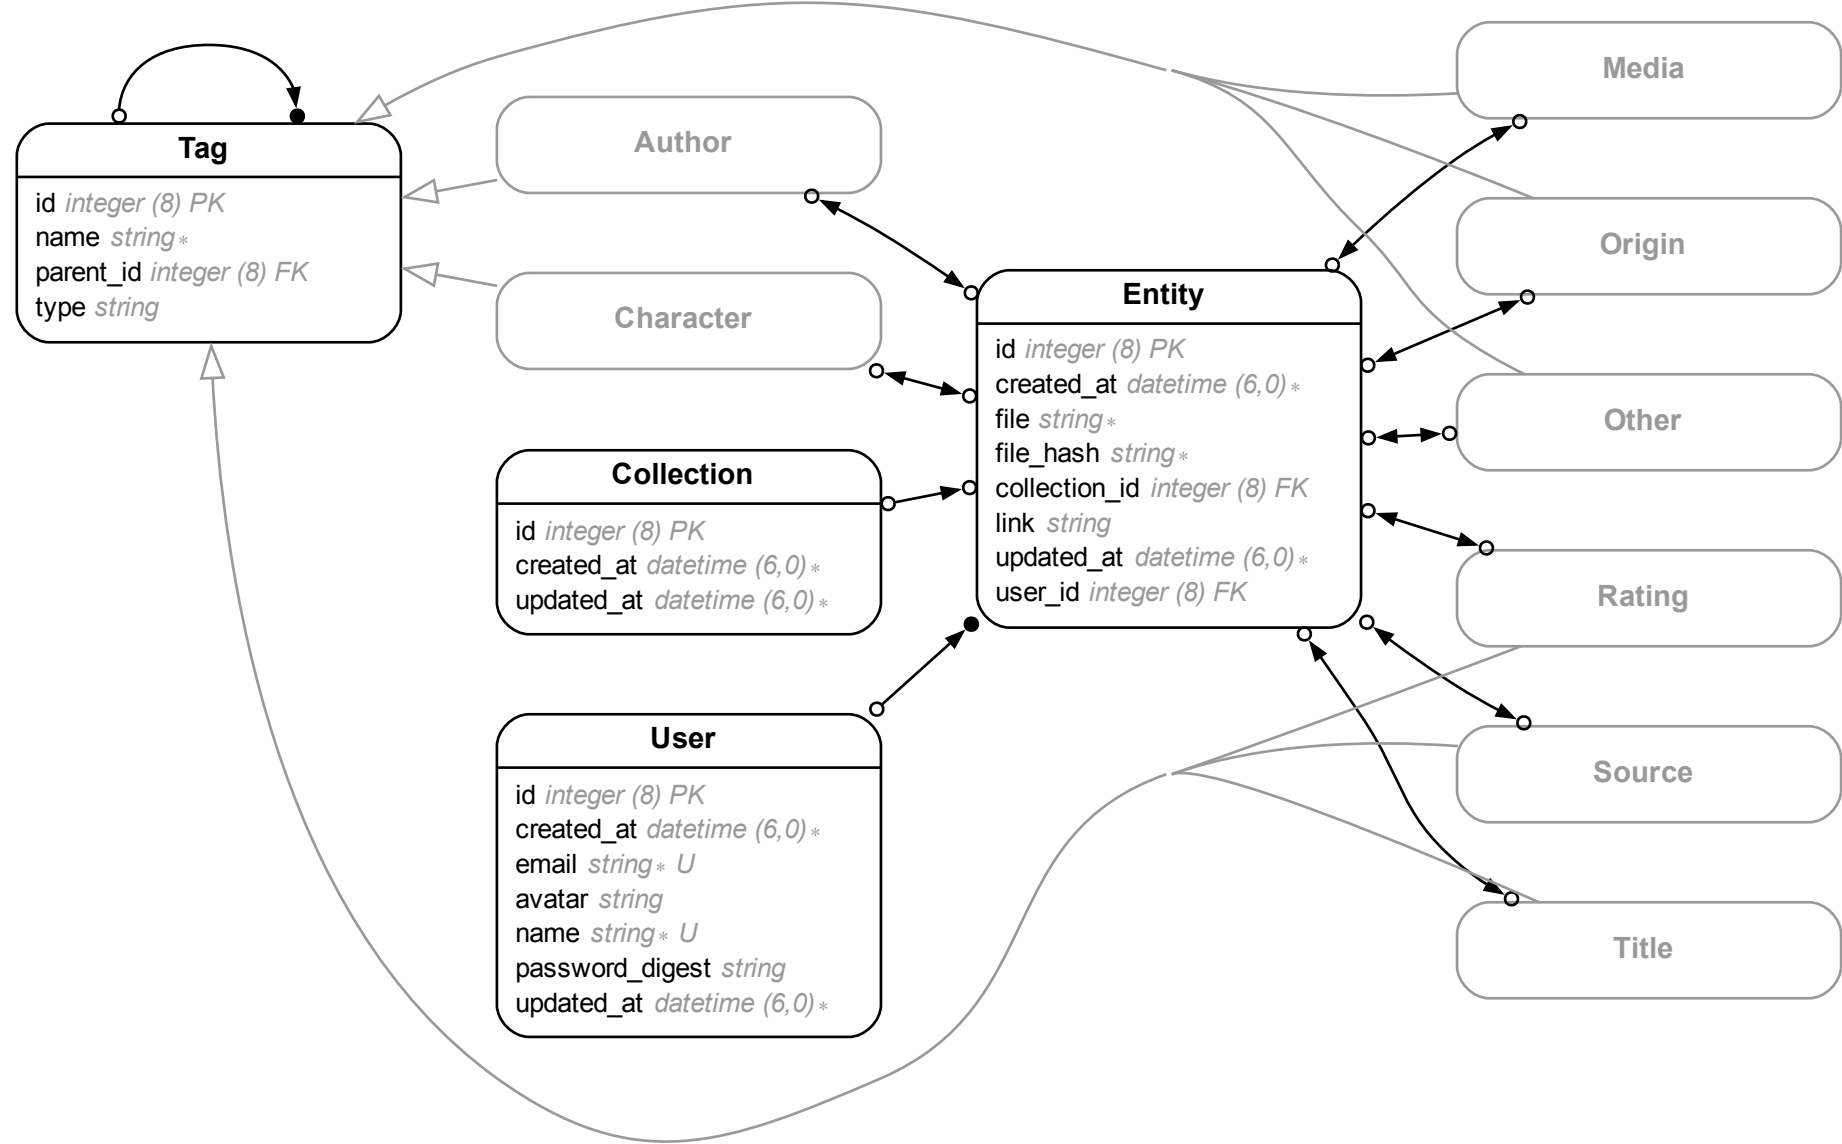 Tag
id integer (8) PK
name string *
parent_id integer (8) FK
type string
Author
Character
Collection
id integer (8) PK
created_at datetime (6,0) *
updated_at datetime (6,0) *
User
id integer (8) PK
created_at datetime (6,0) *
email string * U
avatar string
name string * U
password_digest string
updated_at datetime (6,0) *
Entity
id integer (8) PK
created_at datetime (6,0) *
file string *
file_hash string *
collection_id integer (8) FK
link string
updated_at datetime (6,0) *
user_id integer (8) FK
Media
Origin
Other
Rating
Source
Title